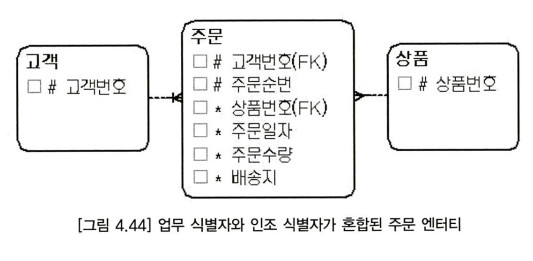 고객
□ # 고객번호
주문
□ # 고객번호(FK)
□ # 주문순번
□ * 상품번호(FK)
□ * 주문일자
□ * 주문수량
□ * 배송지
상품
□ # 상품번호
[그림 4.44] 업무 식별자와 인조 식별자가 혼합된 주문 엔터티